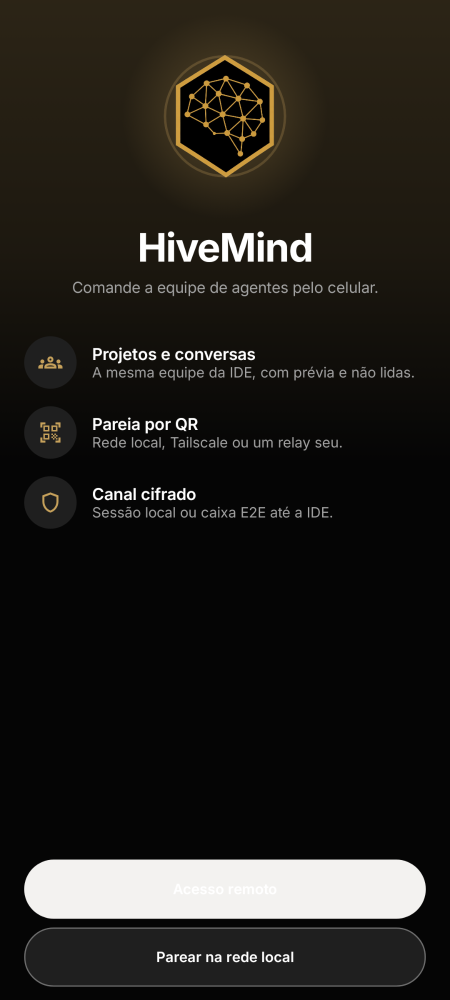 HiveMind
Comande a equipe de agentes pelo celular.
Projetos e conversas
A mesma equipe da IDE, com prévia e não lidas.
Pareia por QR
Rede local, Tailscale ou um relay seu.
Canal cifrado
Sessão local ou caixa E2E até a IDE.
Acesso remoto
Parear na rede local